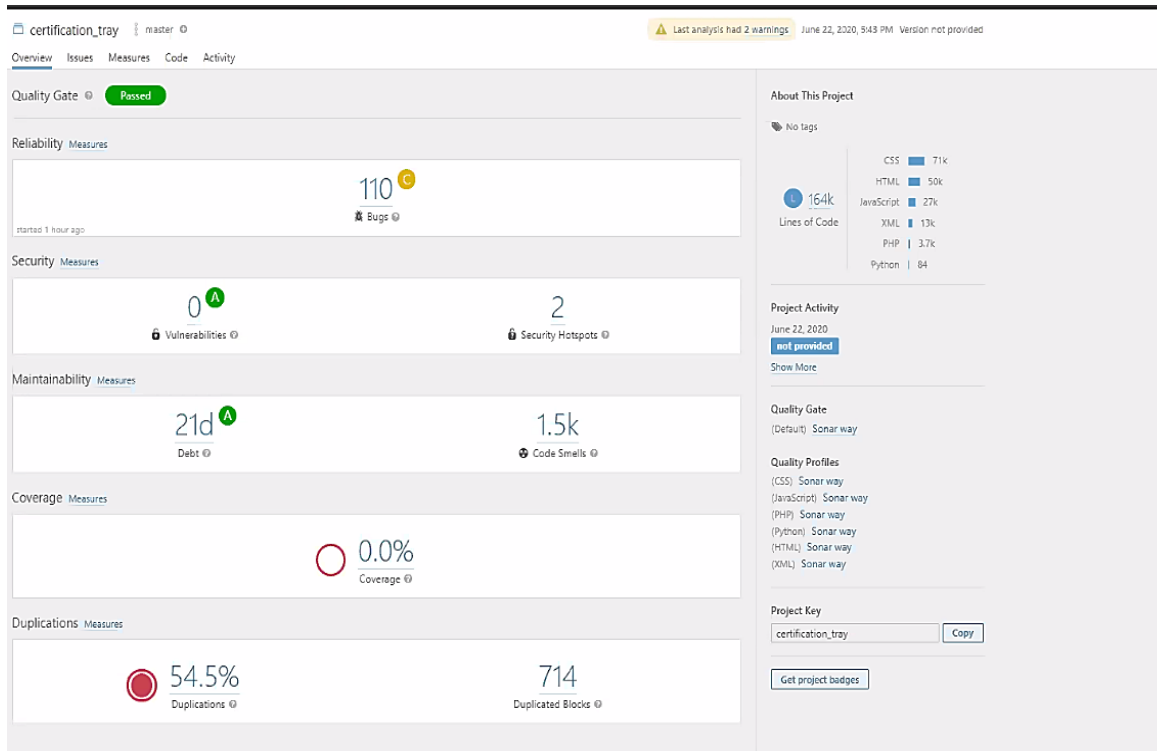 certification_tray master
Last analysis had 2 warnings June 22, 2020, 5:43 PM Version not provided
Overview Issues Measures Code Activity
Quality Gate Passed
Reliability Measures
110 C
Bugs
started 1 hour ago
Security Measures
0 A
Vulnerabilities
2
Security Hotspots
Maintainability Measures
21d A
Debt
1.5k
Code Smells
Coverage Measures
0.0%
Coverage
Duplications Measures
54.5%
Duplications
714
Duplicated Blocks
About This Project
No tags
L 164k
Lines of Code
CSS 71k
HTML 50k
JavaScript 27k
XML 13k
PHP 3.7k
Python 84
Project Activity
June 22, 2020
not provided
Show More
Quality Gate
(Default) Sonar way
Quality Profiles
(CSS) Sonar way
(JavaScript) Sonar way
(PHP) Sonar way
(Python) Sonar way
(HTML) Sonar way
(XML) Sonar way
Project Key
certification_tray Copy
Get project badges